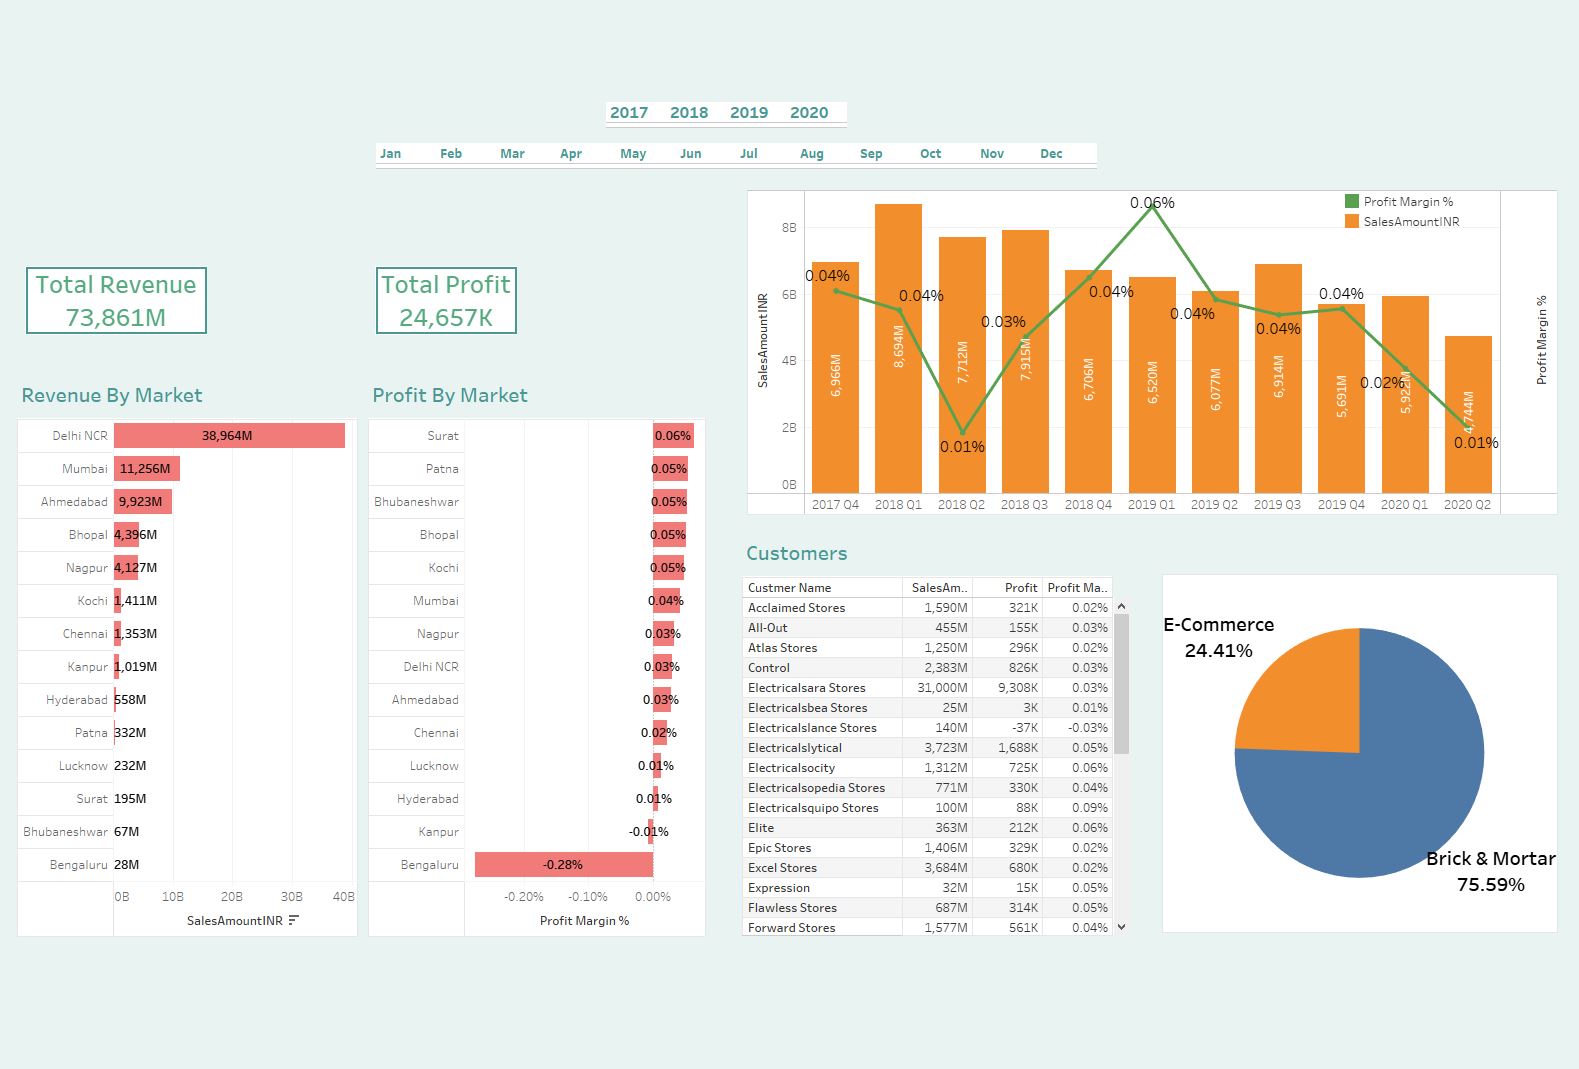 2017 2018 2019 2020
Jan Feb Mar Apr May Jun Jul Aug Sep Oct Nov Dec
Total Revenue
73,861M
Total Profit
24,657K
Revenue By Market
Delhi NCR 38,964M
Mumbai 11,256M
Ahmedabad 9,923M
Bhopal 4,396M
Nagpur 4,127M
Kochi 1,411M
Chennai 1,353M
Kanpur 1,019M
Hyderabad 558M
Patna 332M
Lucknow 232M
Surat 195M
Bhubaneshwar 67M
Bengaluru 28M
0B 10B 20B 30B 40B
SalesAmountINR
Profit By Market
Surat 0.06%
Patna 0.05%
Bhubaneshwar 0.05%
Bhopal 0.05%
Kochi 0.05%
Mumbai 0.04%
Nagpur 0.03%
Delhi NCR 0.03%
Ahmedabad 0.03%
Chennai 0.02%
Lucknow 0.01%
Hyderabad 0.01%
Kanpur -0.01%
Bengaluru -0.28%
-0.20% -0.10% 0.00%
Profit Margin %
Profit Margin %
SalesAmountINR
SalesAmountINR
8B
6B
4B
2B
0B
0.04% 0.04% 0.01% 0.03% 0.04% 0.06% 0.04% 0.04% 0.04% 0.02% 0.01%
6,966M 8,694M 7,712M 7,915M 6,706M 6,520M 6,077M 6,914M 5,691M 5,922M 4,744M
2017 Q4 2018 Q1 2018 Q2 2018 Q3 2018 Q4 2019 Q1 2019 Q2 2019 Q3 2019 Q4 2020 Q1 2020 Q2
Profit Margin %
Customers
Custmer Name SalesAm.. Profit Profit Ma..
Acclaimed Stores 1,590M 321K 0.02%
All-Out 455M 155K 0.03%
Atlas Stores 1,250M 296K 0.02%
Control 2,383M 826K 0.03%
Electricalsara Stores 31,000M 9,308K 0.03%
Electricalsbea Stores 25M 3K 0.01%
Electricalslance Stores 140M -37K -0.03%
Electricalslytical 3,723M 1,688K 0.05%
Electricalsocity 1,312M 725K 0.06%
Electricalsopedia Stores 771M 330K 0.04%
Electricalsquipo Stores 100M 88K 0.09%
Elite 363M 212K 0.06%
Epic Stores 1,406M 329K 0.02%
Excel Stores 3,684M 680K 0.02%
Expression 32M 15K 0.05%
Flawless Stores 687M 314K 0.05%
Forward Stores 1,577M 561K 0.04%
E-Commerce
24.41%
Brick & Mortar
75.59%